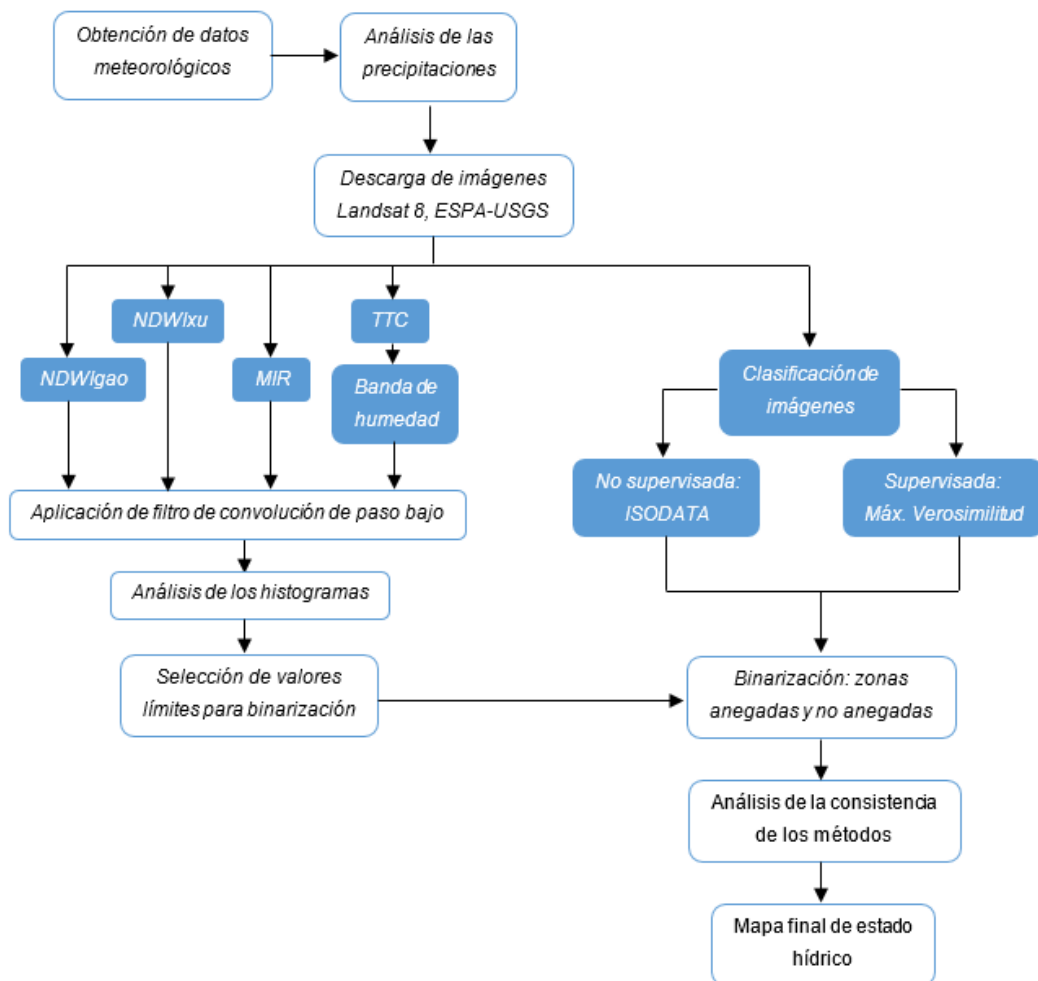 Obtención de datos
meteorológicos
Análisis de las
precipitaciones
Descarga de imágenes
Landsat 8, ESPA-USGS
NDWIxu
TTC
NDWIgao
MIR
Banda de
humedad
Clasificación de
imágenes
No supervisada:
ISODATA
Supervisada:
Máx. Verosimilitud
Aplicación de filtro de convolución de paso bajo
Análisis de los histogramas
Selección de valores
límites para binarización
Binarización: zonas
anegadas y no anegadas
Análisis de la consistencia
de los métodos
Mapa final de estado
hídrico